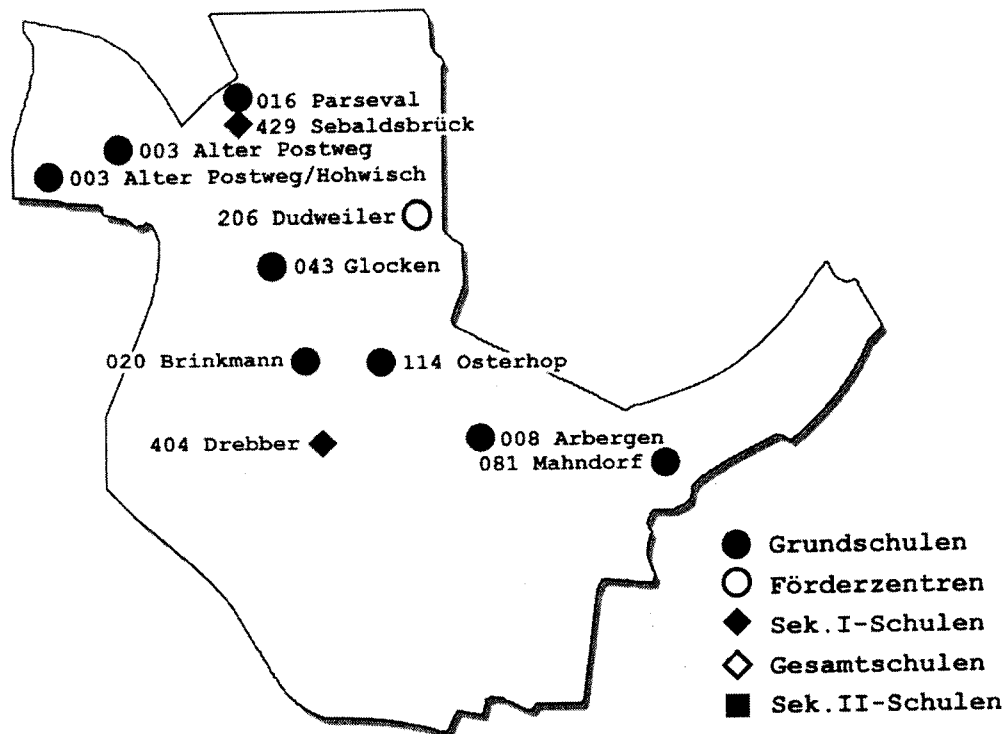 016 Parseval
429 Sebaldsbrück
003 Alter Postweg
003 Alter Postweg/Hohwisch
206 Dudweiler
043 Glocken
020 Brinkmann
114 Osterhop
404 Drebber
008 Arbergen
081 Mahndorf
Grundschulen
Förderzentren
Sek.I-Schulen
Gesamtschulen
Sek.II-Schulen